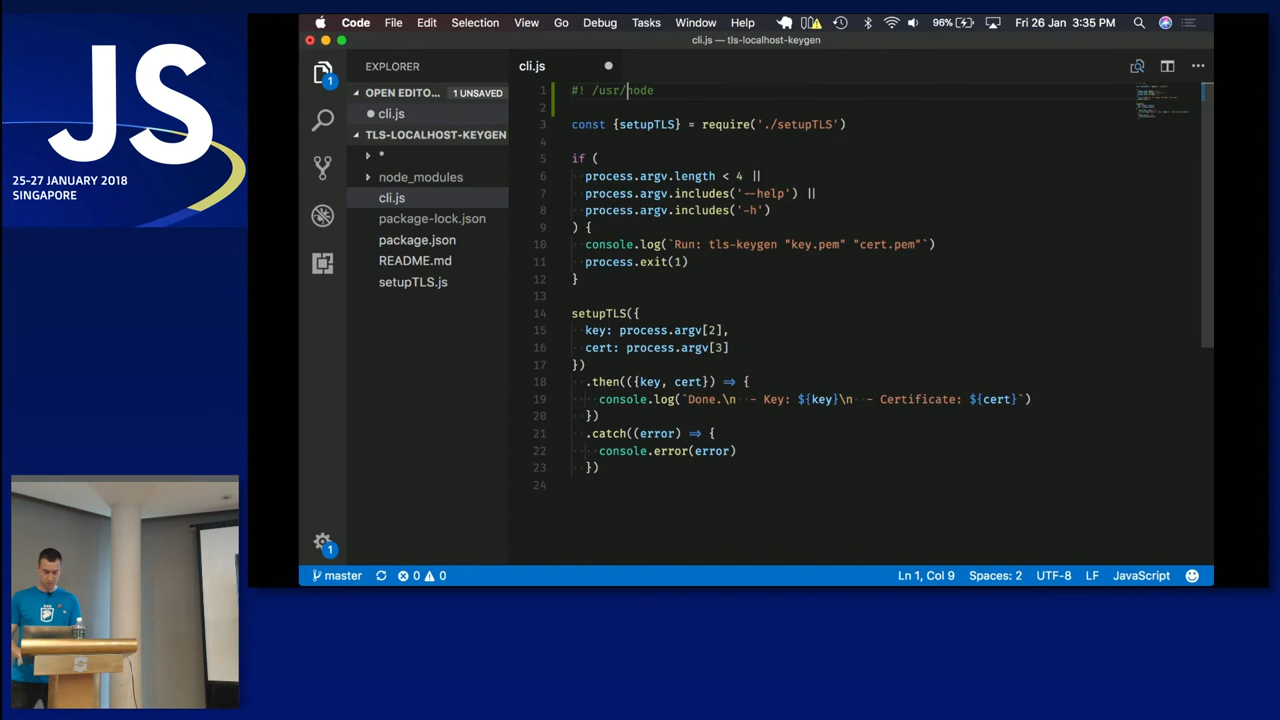 JS
25-27 JANUARY 2018
SINGAPORE
Code File Edit Selection View Go Debug Tasks Window Help 96% Fri 26 Jan 3:35 PM
cli.js — tls-localhost-keygen
EXPLORER
1
OPEN EDITO... 1 UNSAVED
cli.js
TLS-LOCALHOST-KEYGEN
*
node_modules
cli.js
package-lock.json
package.json
README.md
setupTLS.js
1
cli.js
1 #! /usr/node
2
3 const {setupTLS} = require('./setupTLS')
4
5 if (
6 process.argv.length < 4 ||
7 process.argv.includes('--help') ||
8 process.argv.includes('-h')
9 ) {
10 console.log(`Run: tls-keygen "key.pem" "cert.pem"`)
11 process.exit(1)
12 }
13
14 setupTLS({
15 key: process.argv[2],
16 cert: process.argv[3]
17 })
18 .then(({key, cert}) => {
19 console.log(`Done.\n - Key: ${key}\n - Certificate: ${cert}`)
20 })
21 .catch((error) => {
22 console.error(error)
23 })
24
master 0 0 Ln 1, Col 9 Spaces: 2 UTF-8 LF JavaScript